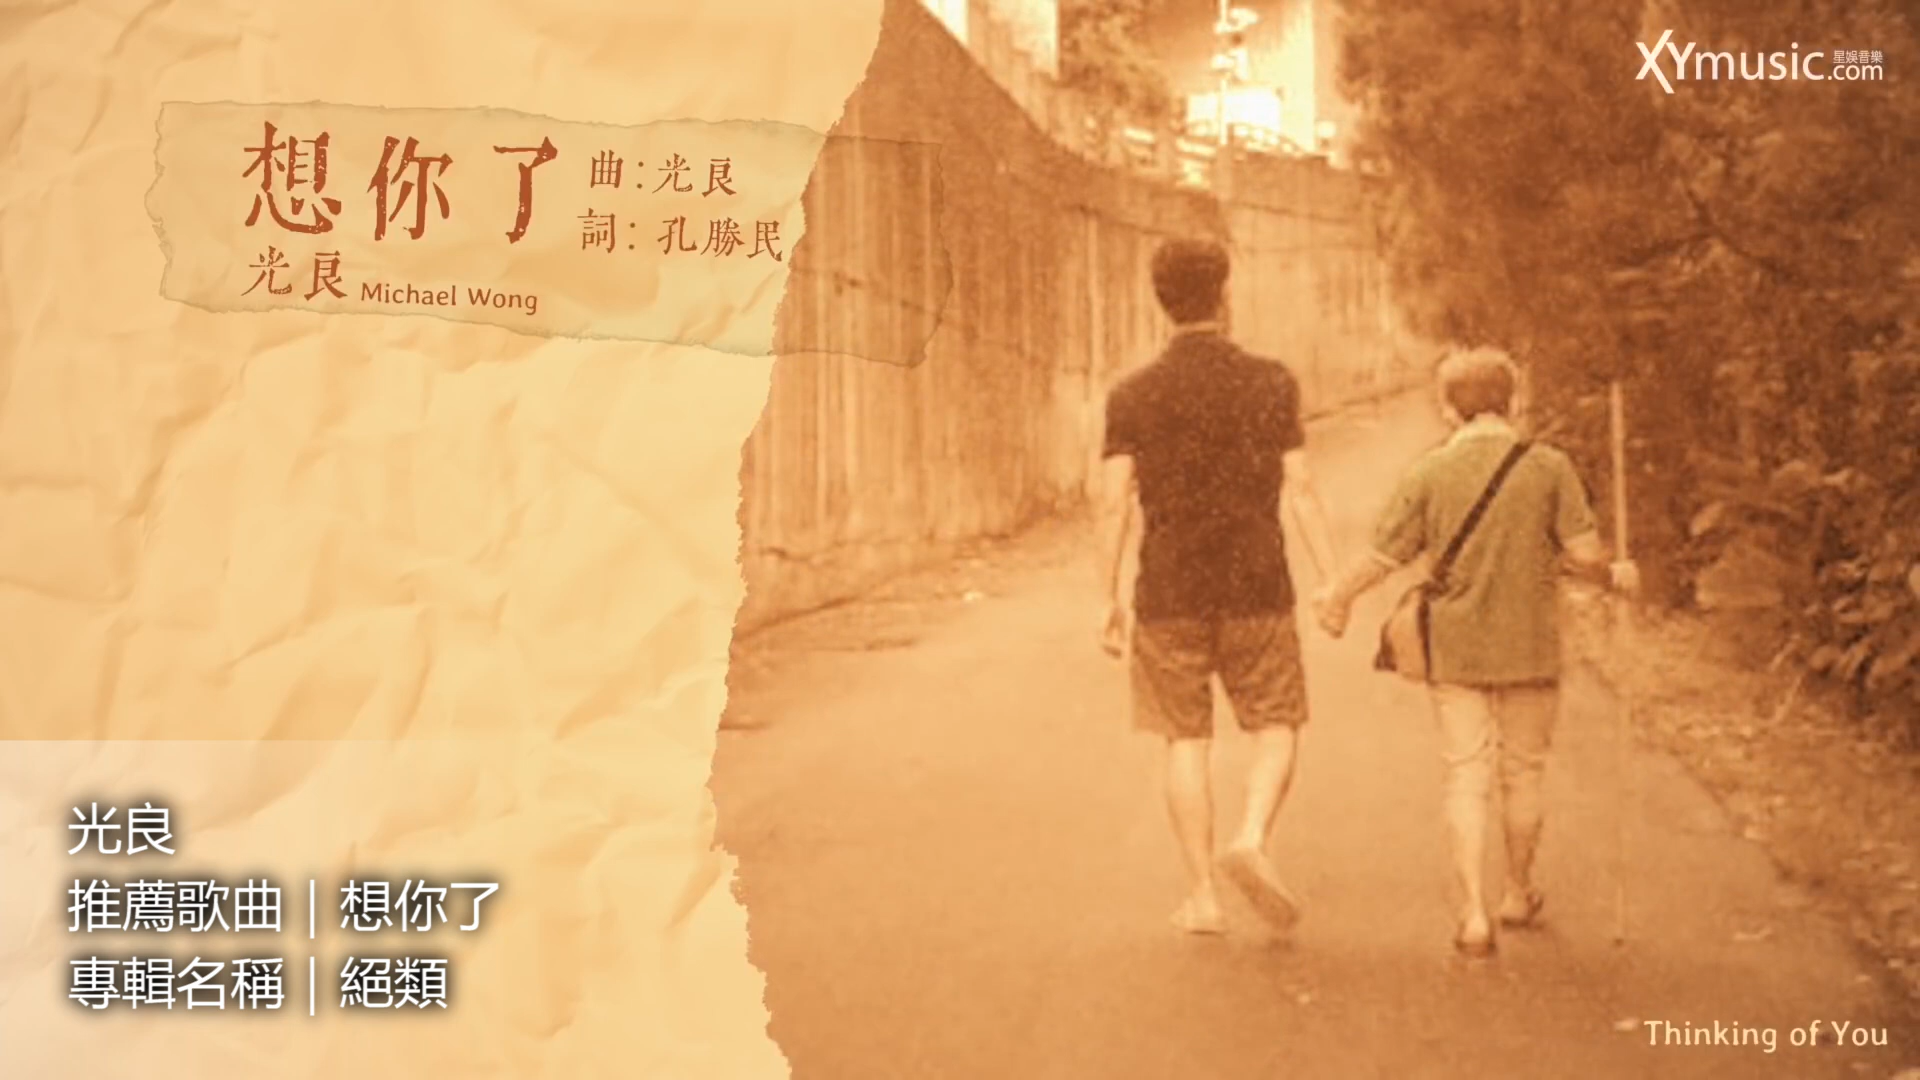 XYmusic.com 星娛音樂
想你了 曲:光良
詞:孔勝民
光良 Michael Wong
光良
推薦歌曲|想你了
專輯名稱|絕類
Thinking of You